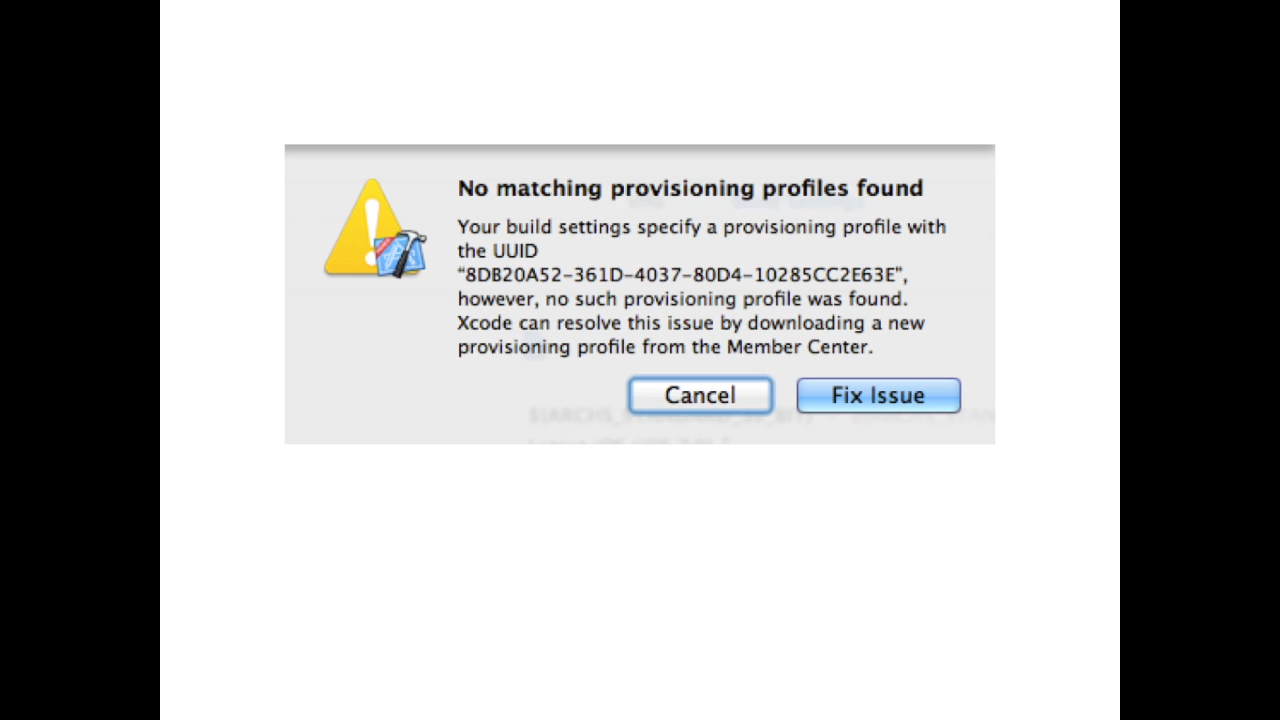 No matching provisioning profiles found
Your build settings specify a provisioning profile with
the UUID
“8DB20A52-361D-4037-80D4-10285CC2E63E”,
however, no such provisioning profile was found.
Xcode can resolve this issue by downloading a new
provisioning profile from the Member Center.
Cancel
Fix Issue